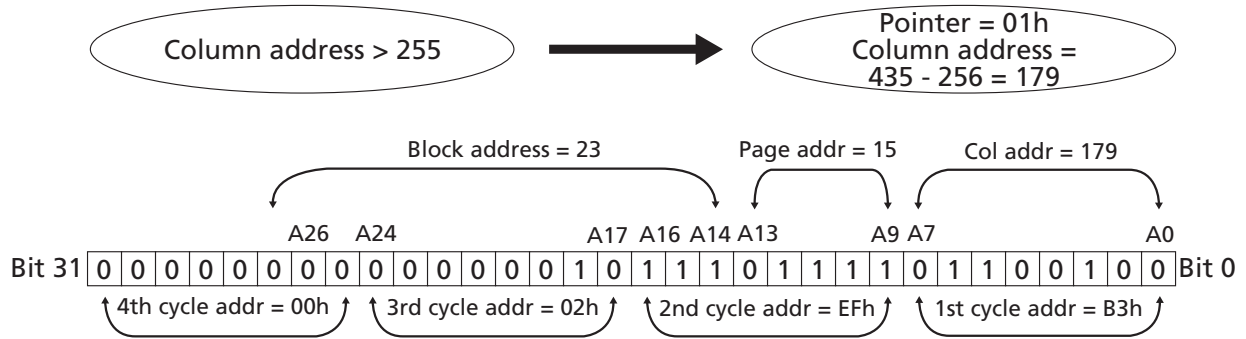 Column address > 255
Pointer = 01h
Column address =
435 - 256 = 179
Block address = 23
Page addr = 15
Col addr = 179
A26 A24 A17 A16 A14 A13 A9 A7 A0
Bit 31 0 0 0 0 0 0 0 0 0 0 0 0 0 0 1 0 1 1 1 0 1 1 1 1 0 1 1 0 0 1 0 0 Bit 0
4th cycle addr = 00h
3rd cycle addr = 02h
2nd cycle addr = EFh
1st cycle addr = B3h